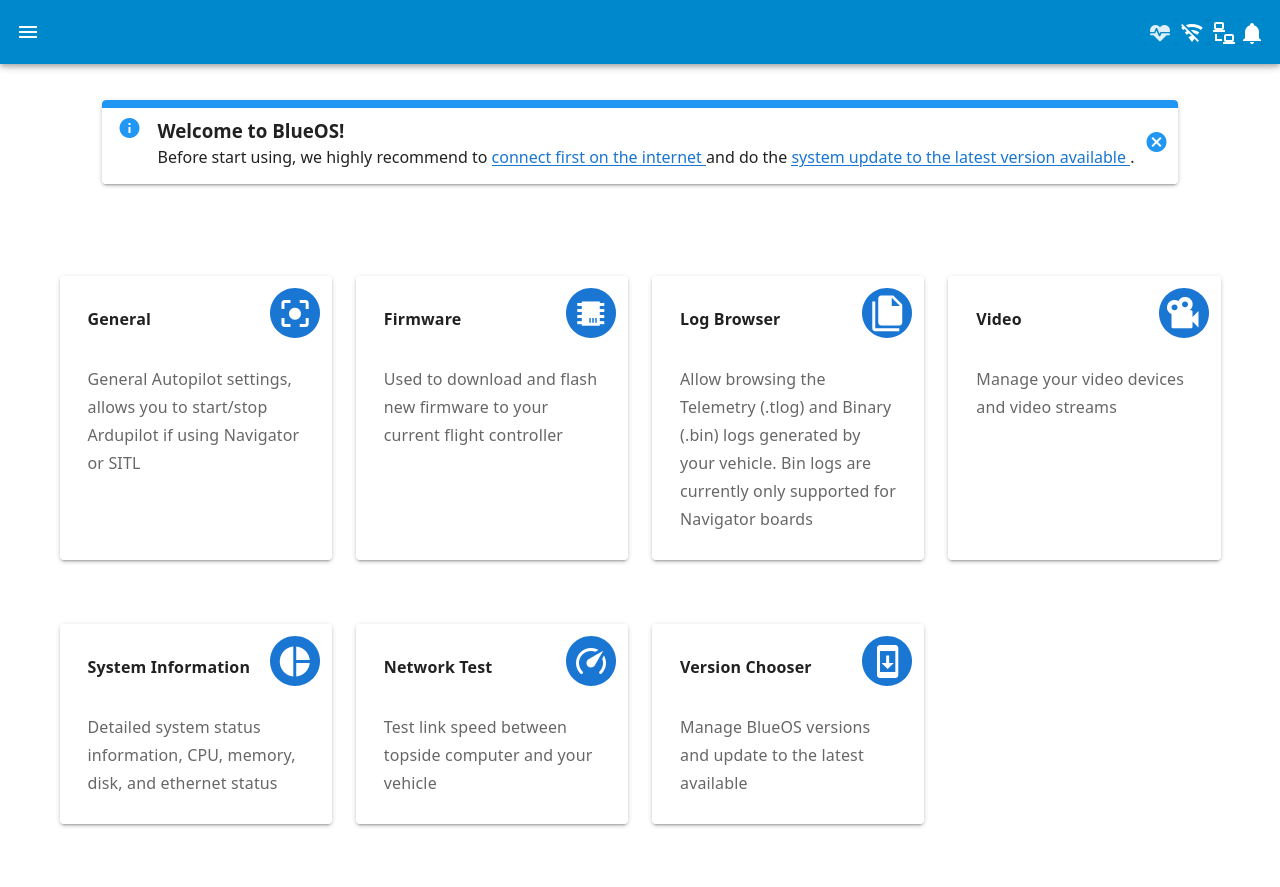 Welcome to BlueOS!
Before start using, we highly recommend to connect first on the internet and do the system update to the latest version available .
General
General Autopilot settings,
allows you to start/stop
Ardupilot if using Navigator
or SITL
Firmware
Used to download and flash
new firmware to your
current flight controller
Log Browser
Allow browsing the
Telemetry (.tlog) and Binary
(.bin) logs generated by
your vehicle. Bin logs are
currently only supported for
Navigator boards
Video
Manage your video devices
and video streams
System Information
Detailed system status
information, CPU, memory,
disk, and ethernet status
Network Test
Test link speed between
topside computer and your
vehicle
Version Chooser
Manage BlueOS versions
and update to the latest
available